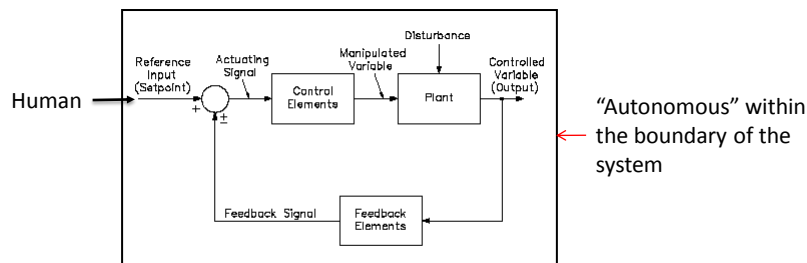 Human
Reference
Input
(Setpoint)
+
±
Actuating
Signal
Control
Elements
Manipulated
Variable
Disturbance
Plant
Controlled
Variable
(Output)
Feedback Signal
Feedback
Elements
“Autonomous” within
the boundary of the
system